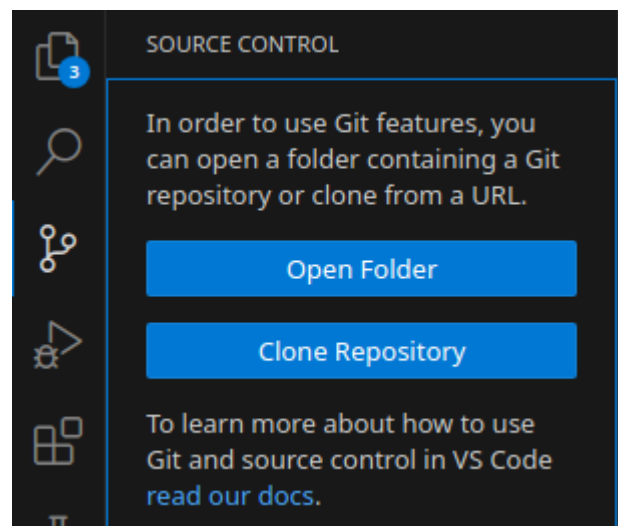 SOURCE CONTROL
3
In order to use Git features, you
can open a folder containing a Git
repository or clone from a URL.
Open Folder
Clone Repository
To learn more about how to use
Git and source control in VS Code
read our docs.